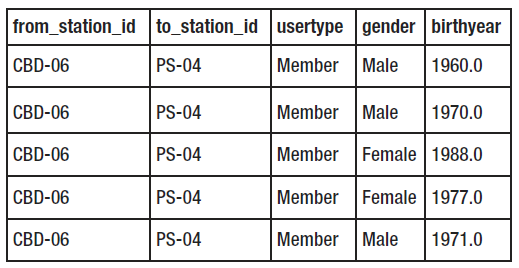 from_station_id to_station_id usertype gender birthyear
CBD-06 PS-04 Member Male 1960.0
CBD-06 PS-04 Member Male 1970.0
CBD-06 PS-04 Member Female 1988.0
CBD-06 PS-04 Member Female 1977.0
CBD-06 PS-04 Member Male 1971.0